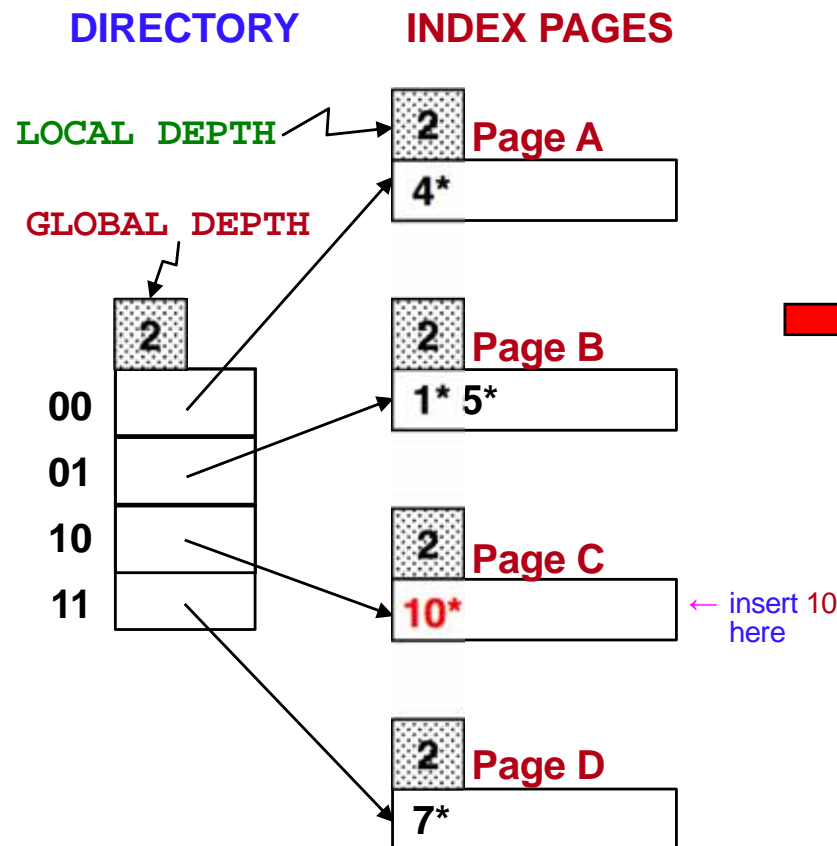 DIRECTORY INDEX PAGES
LOCAL DEPTH
2 Page A
4*
GLOBAL DEPTH
2
2 Page B
1* 5*
00
01
10
11
2 Page C
10*
← insert 10
here
2 Page D
7*